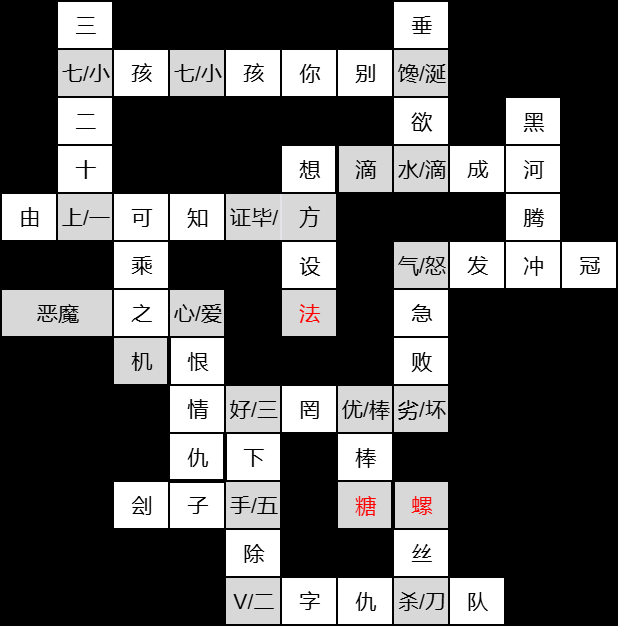 三 垂
七/小 孩 七/小 孩 你 别 馋/涎
二 欲 黑
十 想 滴 水/滴 成 河
由 上/一 可 知 证毕/ 方 腾
乘 设 气/怒 发 冲 冠
恶魔 之 心/爱 法 急
机 恨 败
情 好/三 罔 优/棒 劣/坏
仇 下 棒
刽 子 手/五 糖 螺
除 丝
V/二 字 仇 杀/刀 队